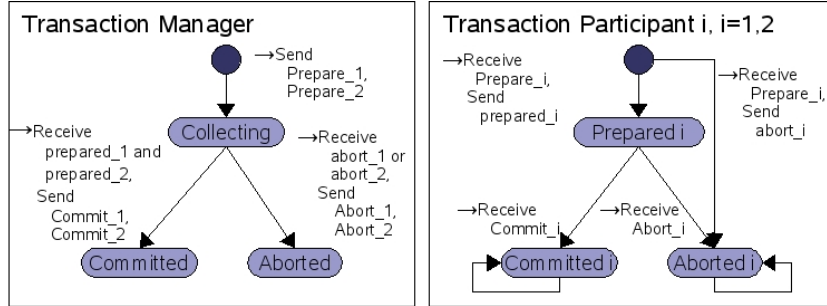 Transaction Manager
→Send
Prepare_1,
Prepare_2
Collecting
→Receive
prepared_1 and
prepared_2,
Send
Commit_1,
Commit_2
→Receive
abort_1 or
abort_2,
Send
Abort_1,
Abort_2
Committed
Aborted
Transaction Participant i, i=1,2
→Receive
Prepare_i,
Send
prepared_i
→Receive
Prepare_i,
Send
abort_i
Prepared i
→Receive
Commit_i
→Receive
Abort_i
Committed i
Aborted i